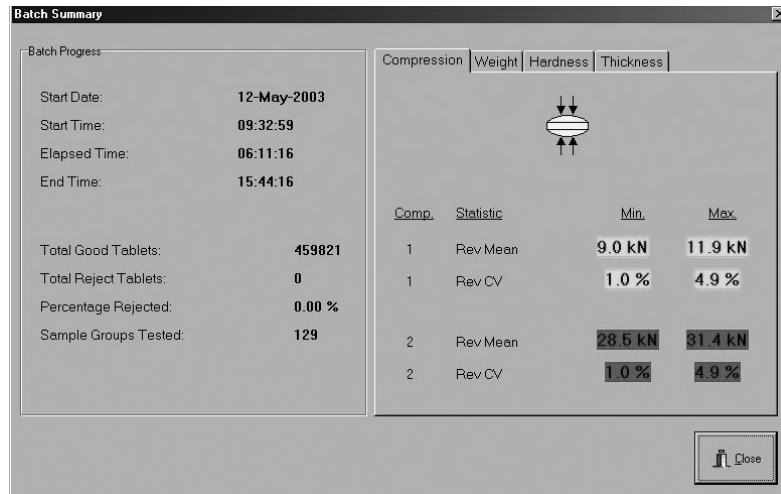 Batch Summary
Batch Progress
Start Date: 12-May-2003
Start Time: 09:32:59
Elapsed Time: 06:11:16
End Time: 15:44:16
Total Good Tablets: 459821
Total Reject Tablets: 0
Percentage Rejected: 0.00 %
Sample Groups Tested: 129
Compression Weight Hardness Thickness
Comp. Statistic Min. Max.
1 Rev Mean 9.0 kN 11.9 kN
1 Rev CV 1.0 % 4.9 %
2 Rev Mean 28.5 kN 31.4 kN
2 Rev CV 1.0 % 4.9 %
Close